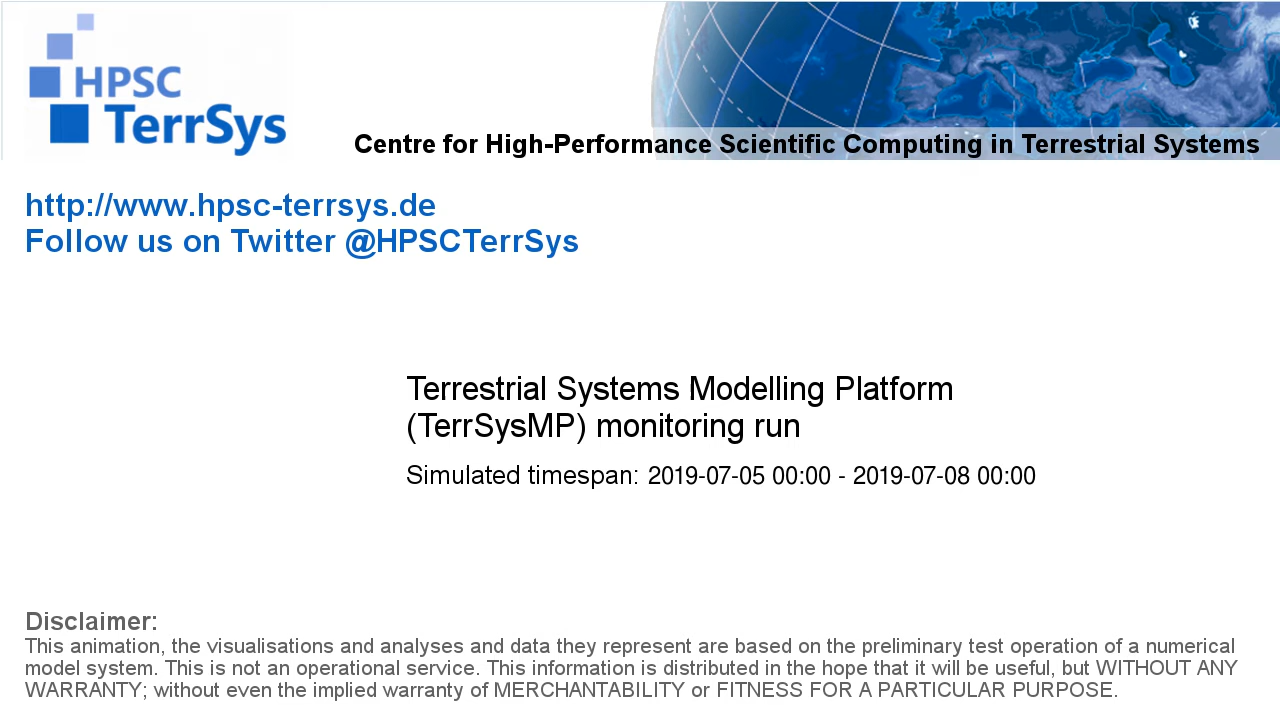 HPSC
TerrSys
Centre for High-Performance Scientific Computing in Terrestrial Systems
http://www.hpsc-terrsys.de
Follow us on Twitter @HPSCTerrSys
Terrestrial Systems Modelling Platform
(TerrSysMP) monitoring run
Simulated timespan: 2019-07-05 00:00 - 2019-07-08 00:00
Disclaimer:
This animation, the visualisations and analyses and data they represent are based on the preliminary test operation of a numerical
model system. This is not an operational service. This information is distributed in the hope that it will be useful, but WITHOUT ANY
WARRANTY; without even the implied warranty of MERCHANTABILITY or FITNESS FOR A PARTICULAR PURPOSE.